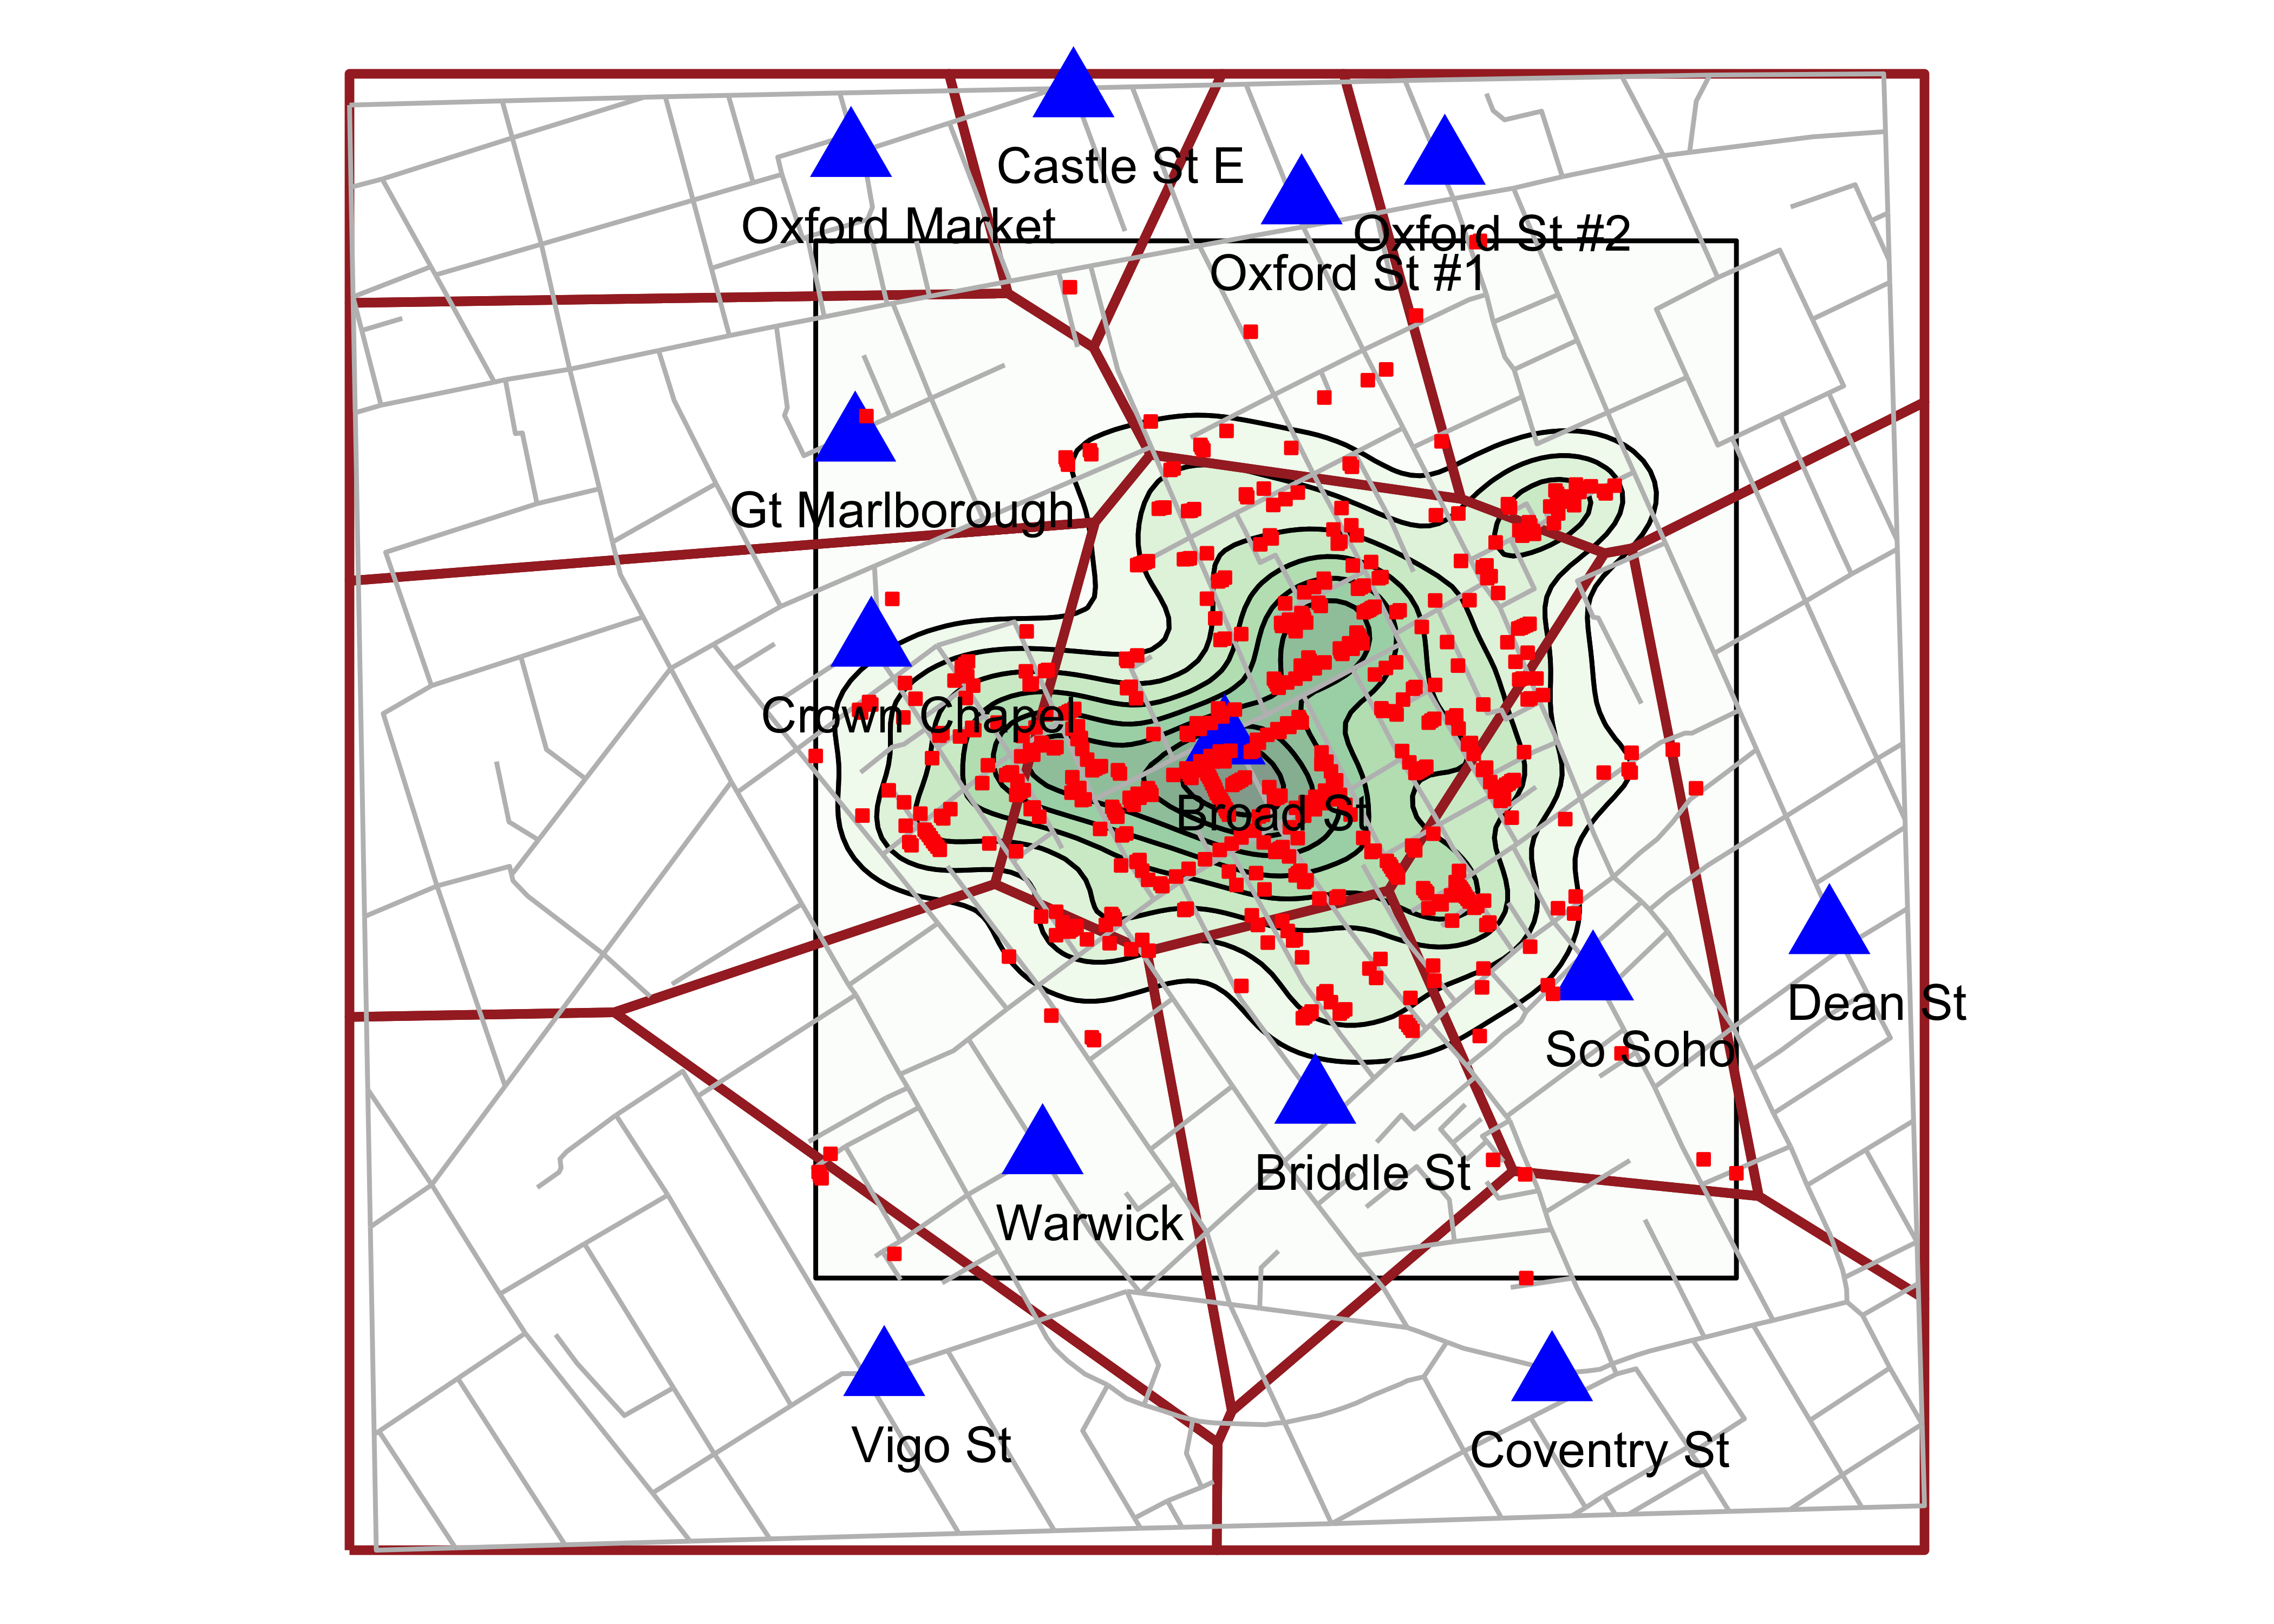 Castle St E
Oxford Market
Oxford St #2
Oxford St #1
Gt Marlborough
Crown Chapel
Broad St
Dean St
So Soho
Briddle St
Warwick
Vigo St
Coventry St